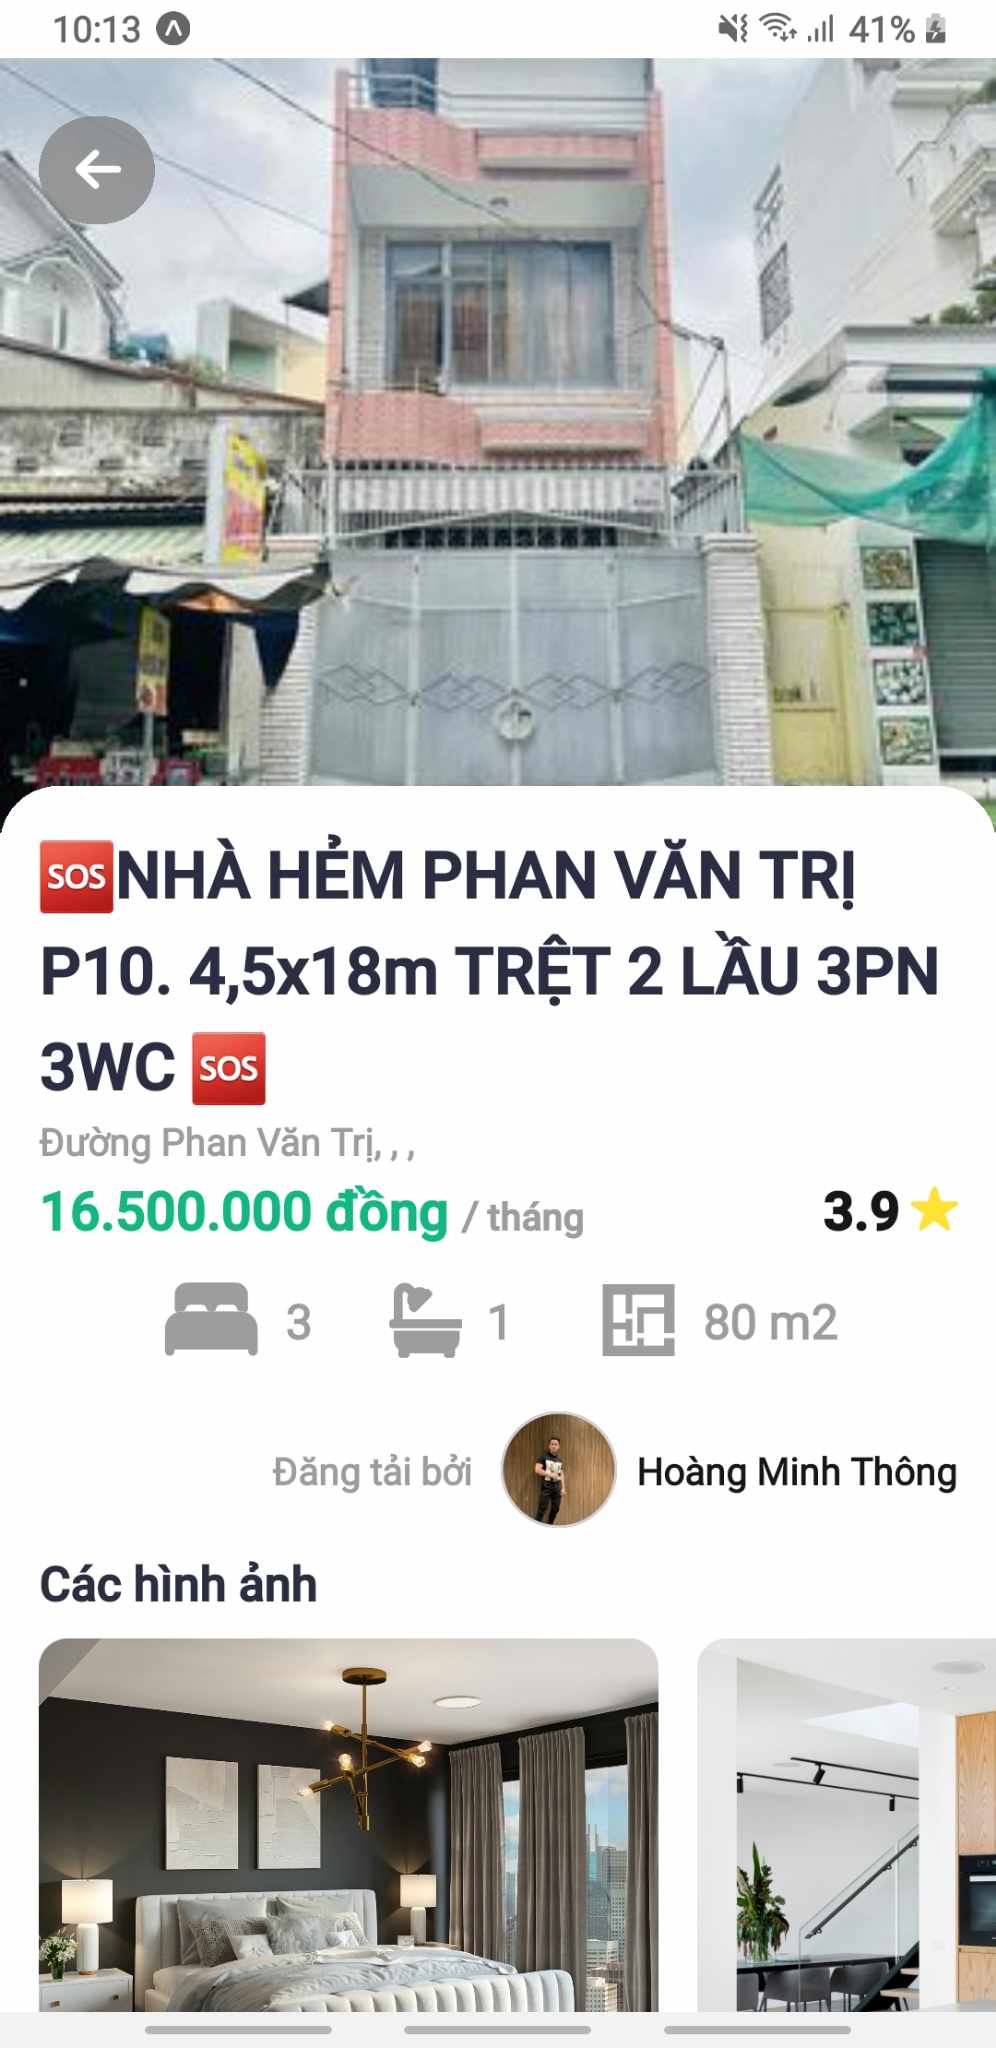 10:13
41%
🆘NHÀ HẺM PHAN VĂN TRỊ
P10. 4,5x18m TRỆT 2 LẦU 3PN
3WC 🆘
Đường Phan Văn Trị, , ,
16.500.000 đồng / tháng
3.9
3
1
80 m2
Đăng tải bởi
Hoàng Minh Thông
Các hình ảnh